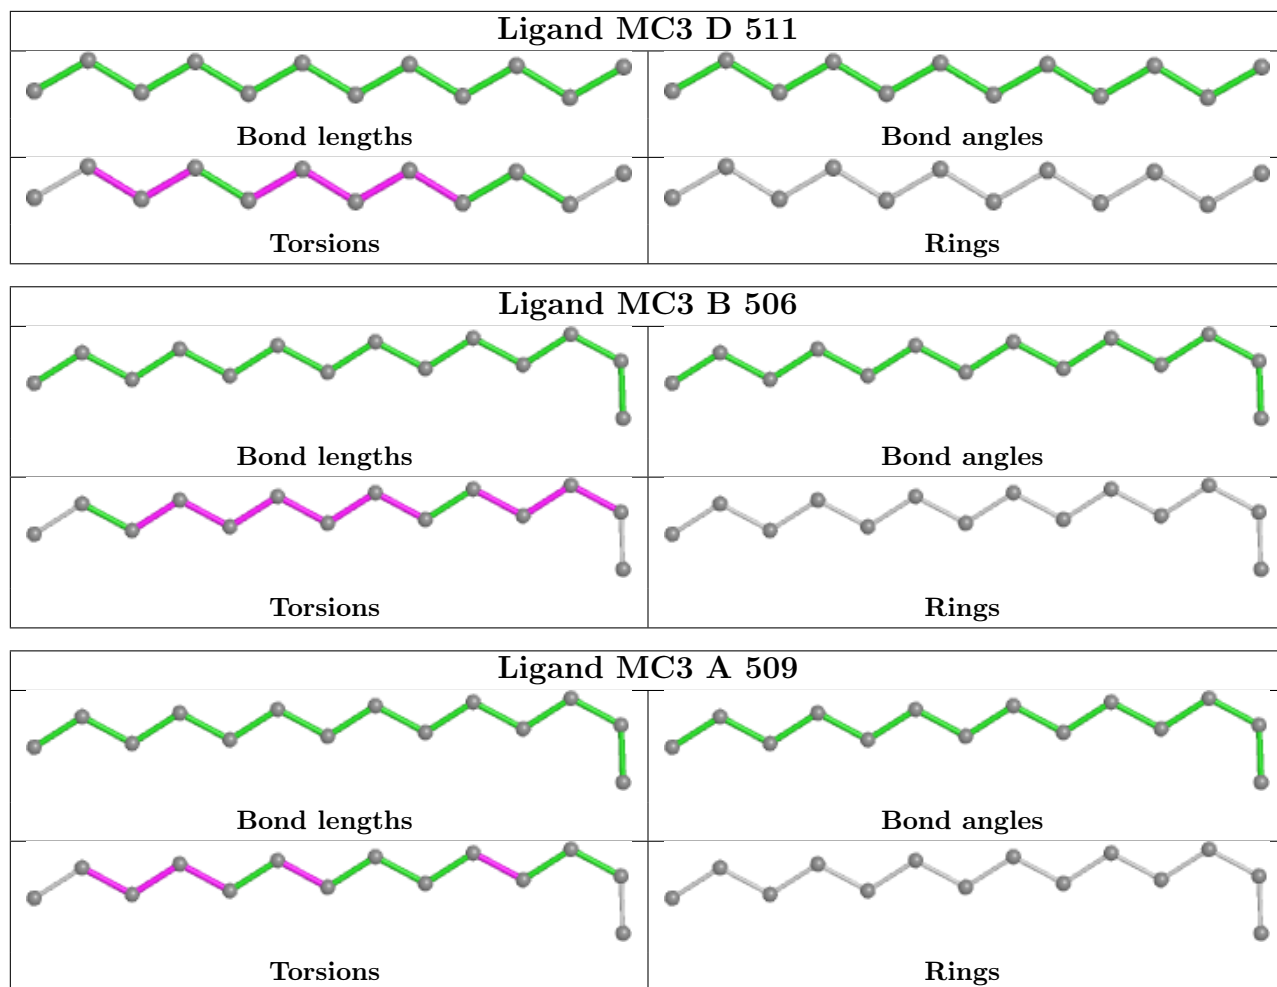 Ligand MC3 D 511
Bond lengths
Bond angles
Torsions
Rings
Ligand MC3 B 506
Bond lengths
Bond angles
Torsions
Rings
Ligand MC3 A 509
Bond lengths
Bond angles
Torsions
Rings